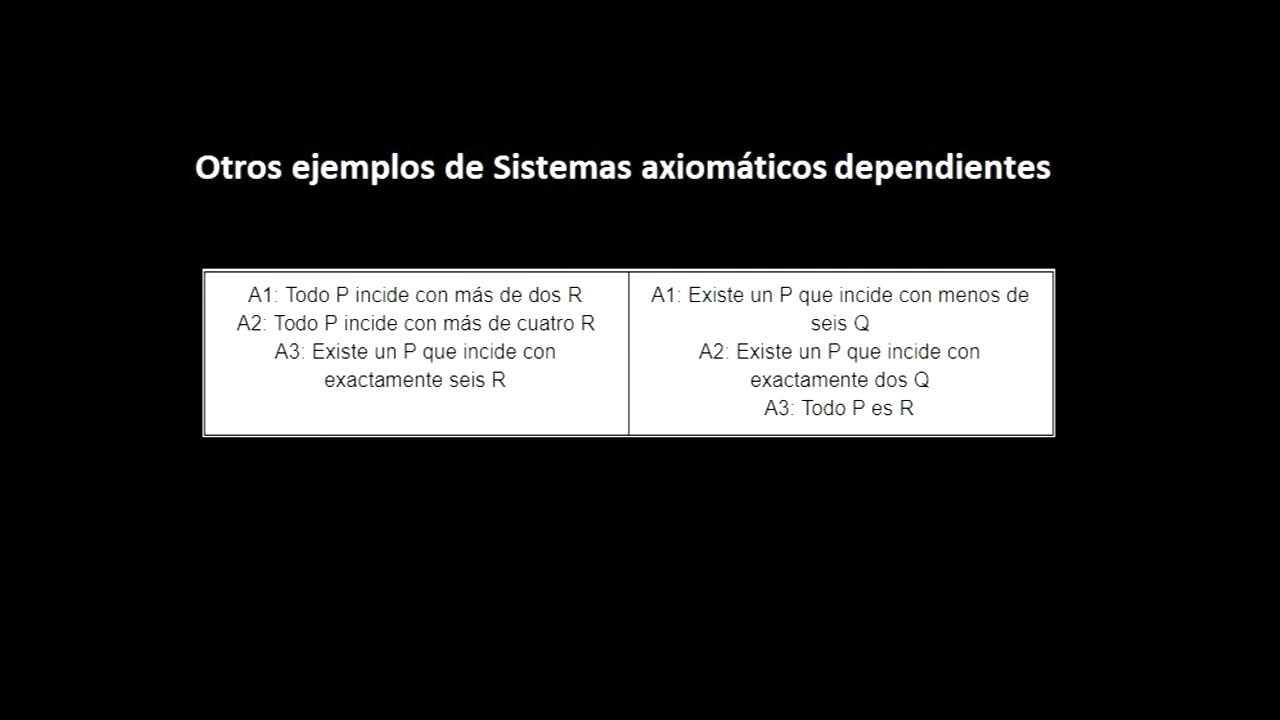 Otros ejemplos de Sistemas axiomáticos dependientes
A1: Todo P incide con más de dos R
A2: Todo P incide con más de cuatro R
A3: Existe un P que incide con
exactamente seis R
A1: Existe un P que incide con menos de
seis Q
A2: Existe un P que incide con
exactamente dos Q
A3: Todo P es R